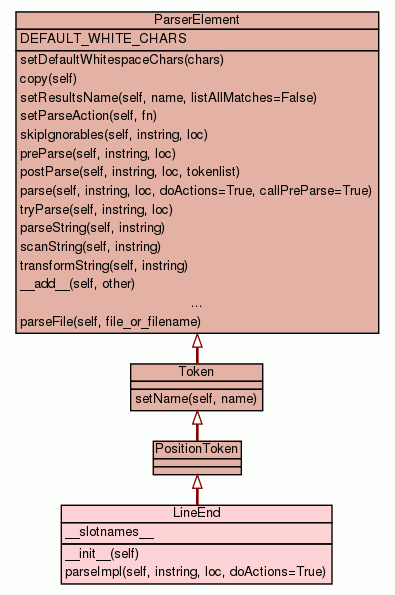 ParserElement
DEFAULT_WHITE_CHARS
setDefaultWhitespaceChars(chars)
copy(self)
setResultsName(self, name, listAllMatches=False)
setParseAction(self, fn)
skipIgnorables(self, instring, loc)
preParse(self, instring, loc)
postParse(self, instring, loc, tokenlist)
parse(self, instring, loc, doActions=True, callPreParse=True)
tryParse(self, instring, loc)
parseString(self, instring)
scanString(self, instring)
transformString(self, instring)
__add__(self, other)
...
parseFile(self, file_or_filename)
Token
setName(self, name)
PositionToken
LineEnd
__slotnames__
__init__(self)
parseImpl(self, instring, loc, doActions=True)